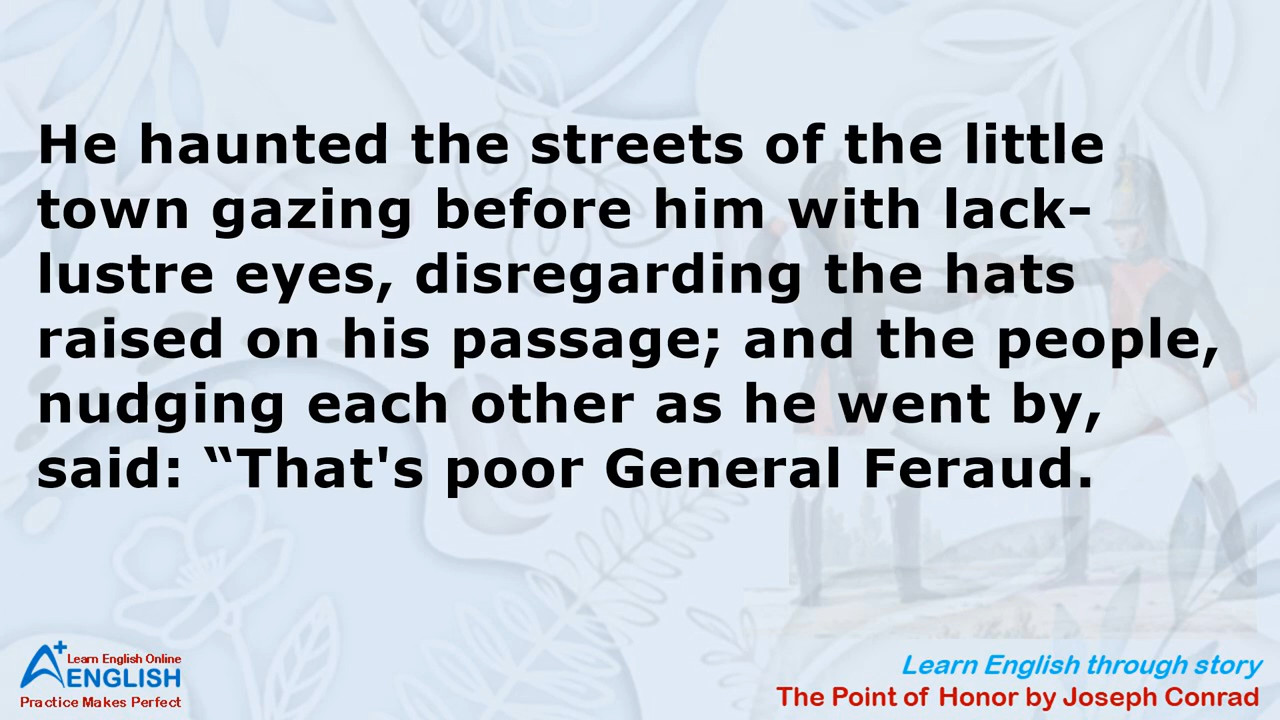 He haunted the streets of the little
town gazing before him with lack-
lustre eyes, disregarding the hats
raised on his passage; and the people,
nudging each other as he went by,
said: “That's poor General Feraud.
A+ Learn English Online
ENGLISH
Practice Makes Perfect
Learn English through story
The Point of Honor by Joseph Conrad